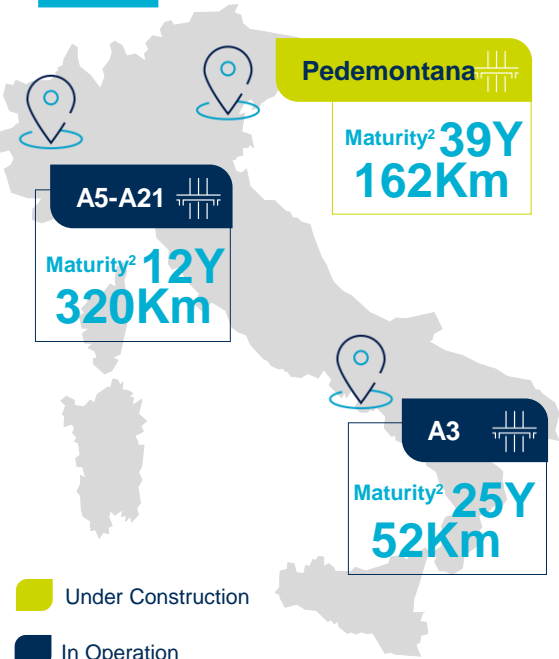 Pedemontana
Maturity² 39Y
162Km
A5-A21
Maturity² 12Y
320Km
A3
Maturity² 25Y
52Km
Under Construction
In Operation